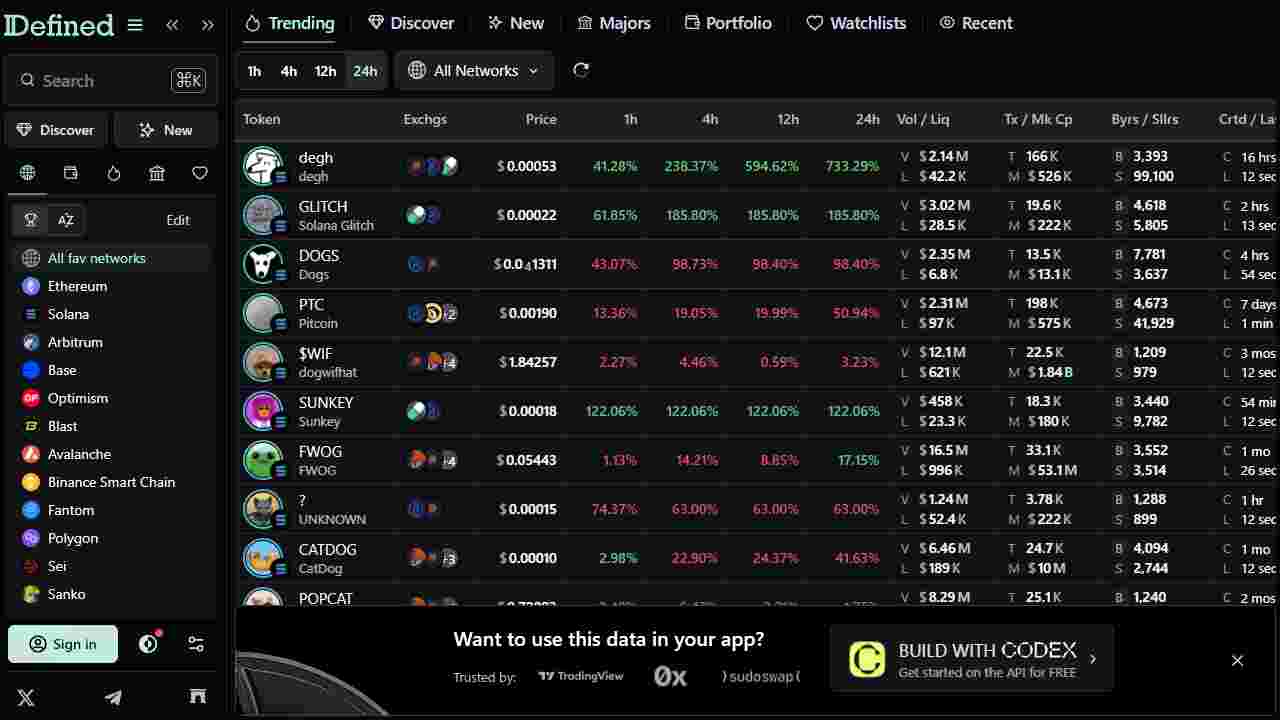 Defined
Search ⌘K
Discover New
Edit
All fav networks
Ethereum
Solana
Arbitrum
Base
Optimism
Blast
Avalanche
Binance Smart Chain
Fantom
Polygon
Sei
Sanko
Sign in
Trending Discover New Majors Portfolio Watchlists Recent
1h 4h 12h 24h All Networks
Token Exchgs Price 1h 4h 12h 24h Vol / Liq Tx / Mk Cp Byrs / Sllrs Crtd / La
degh $0.00053 41.28% 238.37% 594.62% 733.29% V $2.14M T 166K B 3,393 C 16 hrs
degh L $42.2K M $526K S 99,100 L 12 sec
GLITCH $0.00022 61.85% 185.80% 185.80% 185.80% V $3.02M T 19.6K B 4,618 C 2 hrs
Solana Glitch L $28.5K M $222K S 5,805 L 13 sec
DOGS $0.0₄1311 43.07% 98.73% 98.40% 98.40% V $2.35M T 13.5K B 7,781 C 4 hrs
Dogs L $6.8K M $13.1K S 3,637 L 54 sec
PTC +2 $0.00190 13.36% 19.05% 19.99% 50.94% V $2.31M T 198K B 4,673 C 7 days
Pitcoin L $97K M $575K S 41,929 L 1 min
$WIF +4 $1.84257 2.27% 4.46% 0.59% 3.23% V $12.1M T 22.5K B 1,209 C 3 mos
dogwifhat L $621K M $1.84B S 979 L 12 sec
SUNKEY $0.00018 122.06% 122.06% 122.06% 122.06% V $458K T 18.3K B 3,440 C 54 min
Sunkey L $23.3K M $180K S 9,782 L 12 sec
FWOG +4 $0.05443 1.13% 14.21% 8.85% 17.15% V $16.5M T 33.1K B 3,552 C 1 mo
FWOG L $996K M $53.1M S 3,514 L 26 sec
? $0.00015 74.37% 63.00% 63.00% 63.00% V $1.24M T 3.78K B 1,288 C 1 hr
UNKNOWN L $52.4K M $222K S 899 L 12 sec
CATDOG +3 $0.00010 2.98% 22.90% 24.37% 41.63% V $6.46M T 24.7K B 4,094 C 1 mo
CatDog L $189K M $10M S 2,744 L 12 sec
POPCAT V $8.29M T 25.1K B 1,240 C 2 mos
Want to use this data in your app?
Trusted by: TradingView 0x )sudoswap(
BUILD WITH CODEX
Get started on the API for FREE